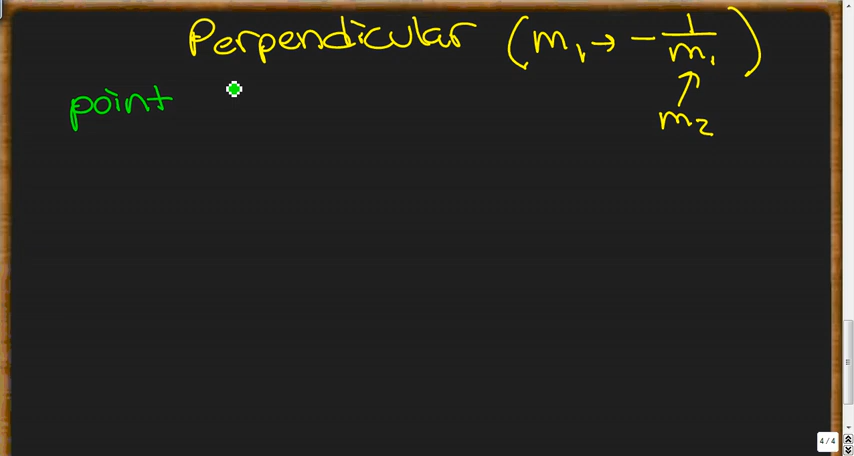 Perpendicular (m₁ → - 1/m₁)
point
m₂
4/4